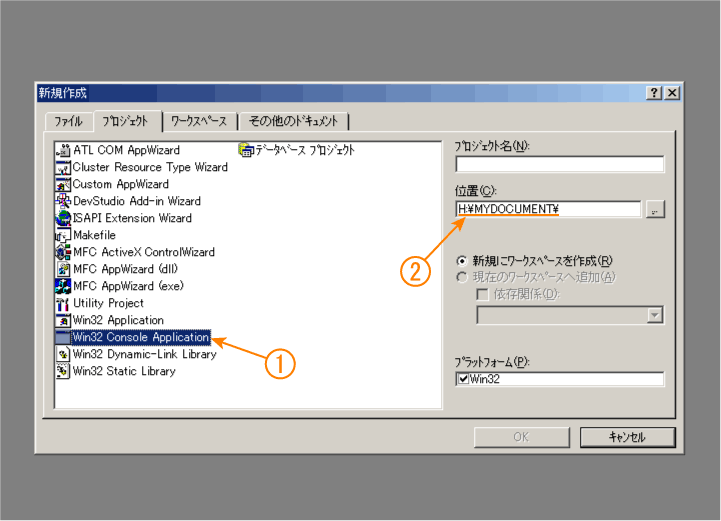 新規作成
ファイル プロジェクト ワークスペース その他のドキュメント
ATL COM AppWizard
Cluster Resource Type Wizard
Custom AppWizard
DevStudio Add-in Wizard
ISAPI Extension Wizard
Makefile
MFC ActiveX ControlWizard
MFC AppWizard (dll)
MFC AppWizard (exe)
Utility Project
Win32 Application
Win32 Console Application
Win32 Dynamic-Link Library
Win32 Static Library
データベース プロジェクト
①
プロジェクト名(N):
位置(C):
H:¥MYDOCUMENT¥
...
②
新規にワークスペースを作成(R)
現在のワークスペースへ追加(A)
依存関係(D):
プラットフォーム(P):
Win32
OK キャンセル